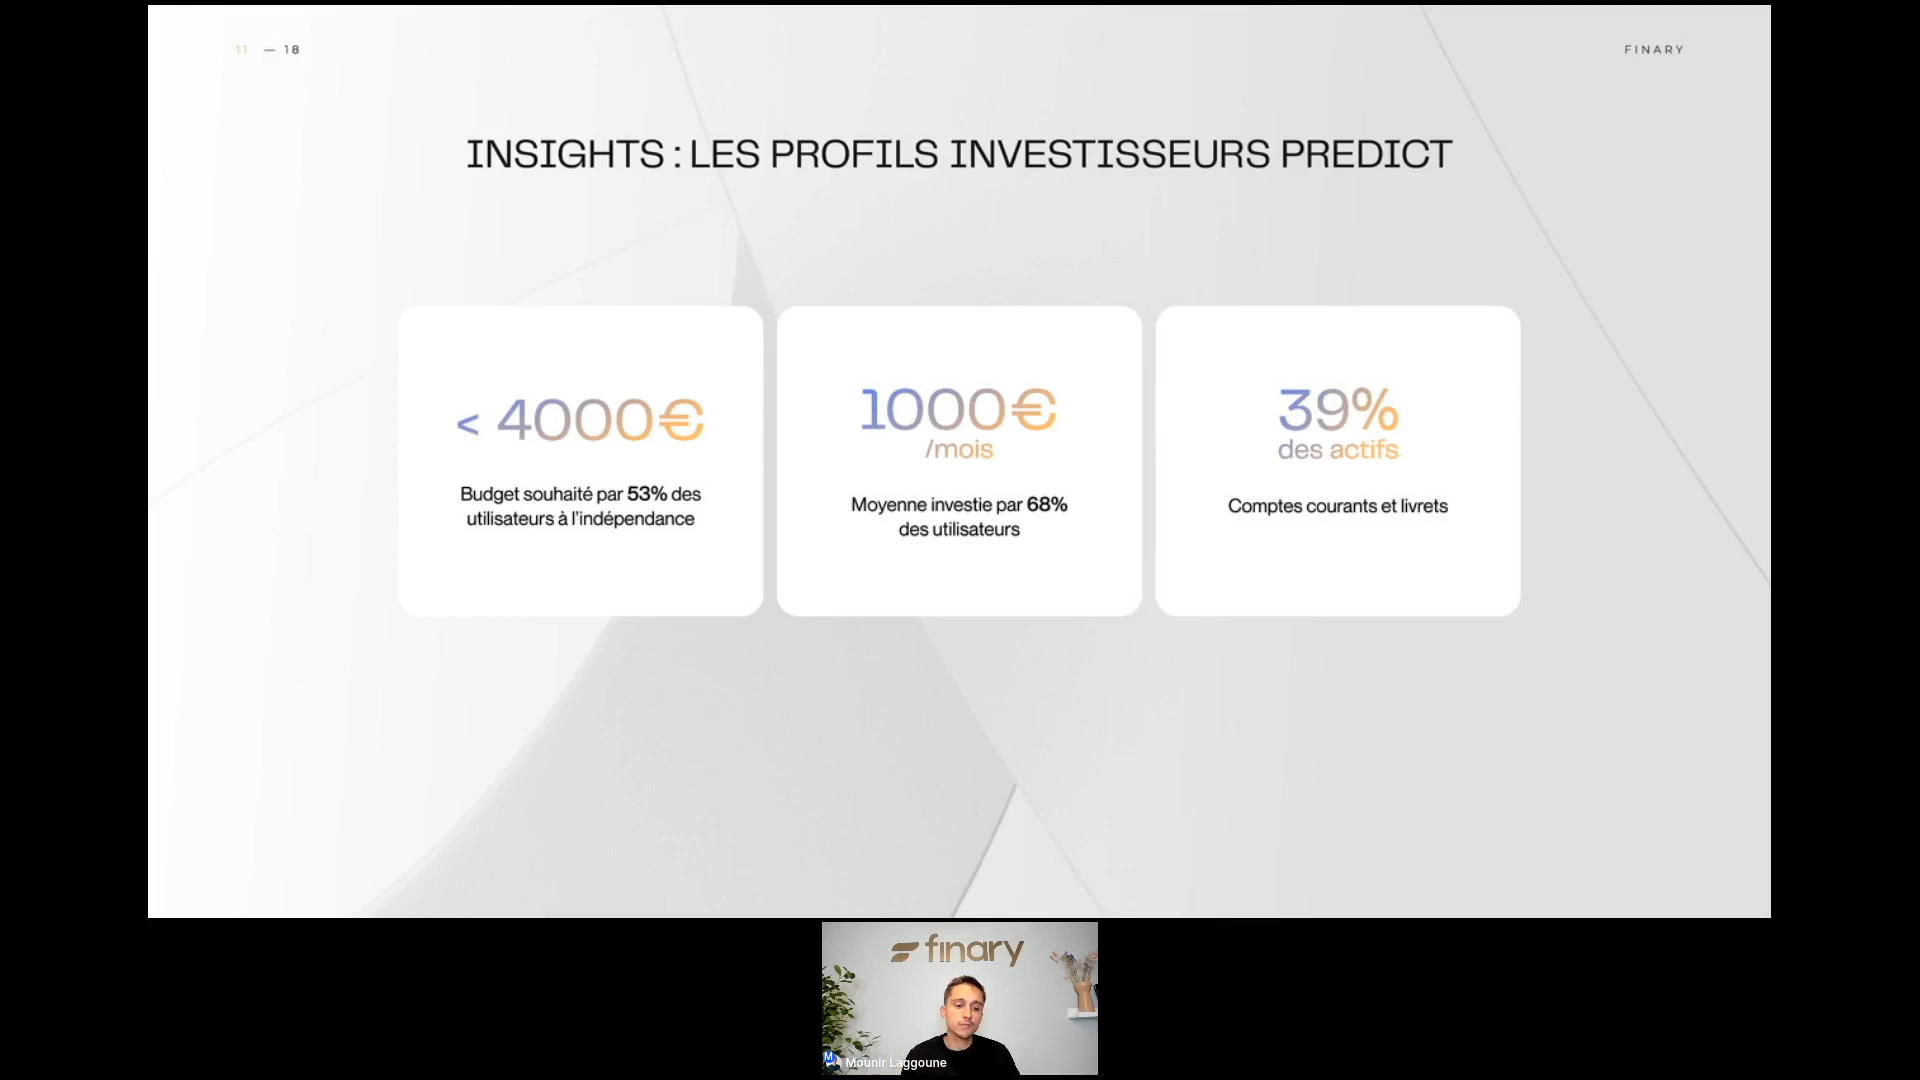 11 — 18
FINARY
INSIGHTS : LES PROFILS INVESTISSEURS PREDICT
< 4000€
Budget souhaité par 53% des
utilisateurs à l'indépendance
1000€
/mois
Moyenne investie par 68%
des utilisateurs
39%
des actifs
Comptes courants et livrets
finary
M
Mounir Laggoune